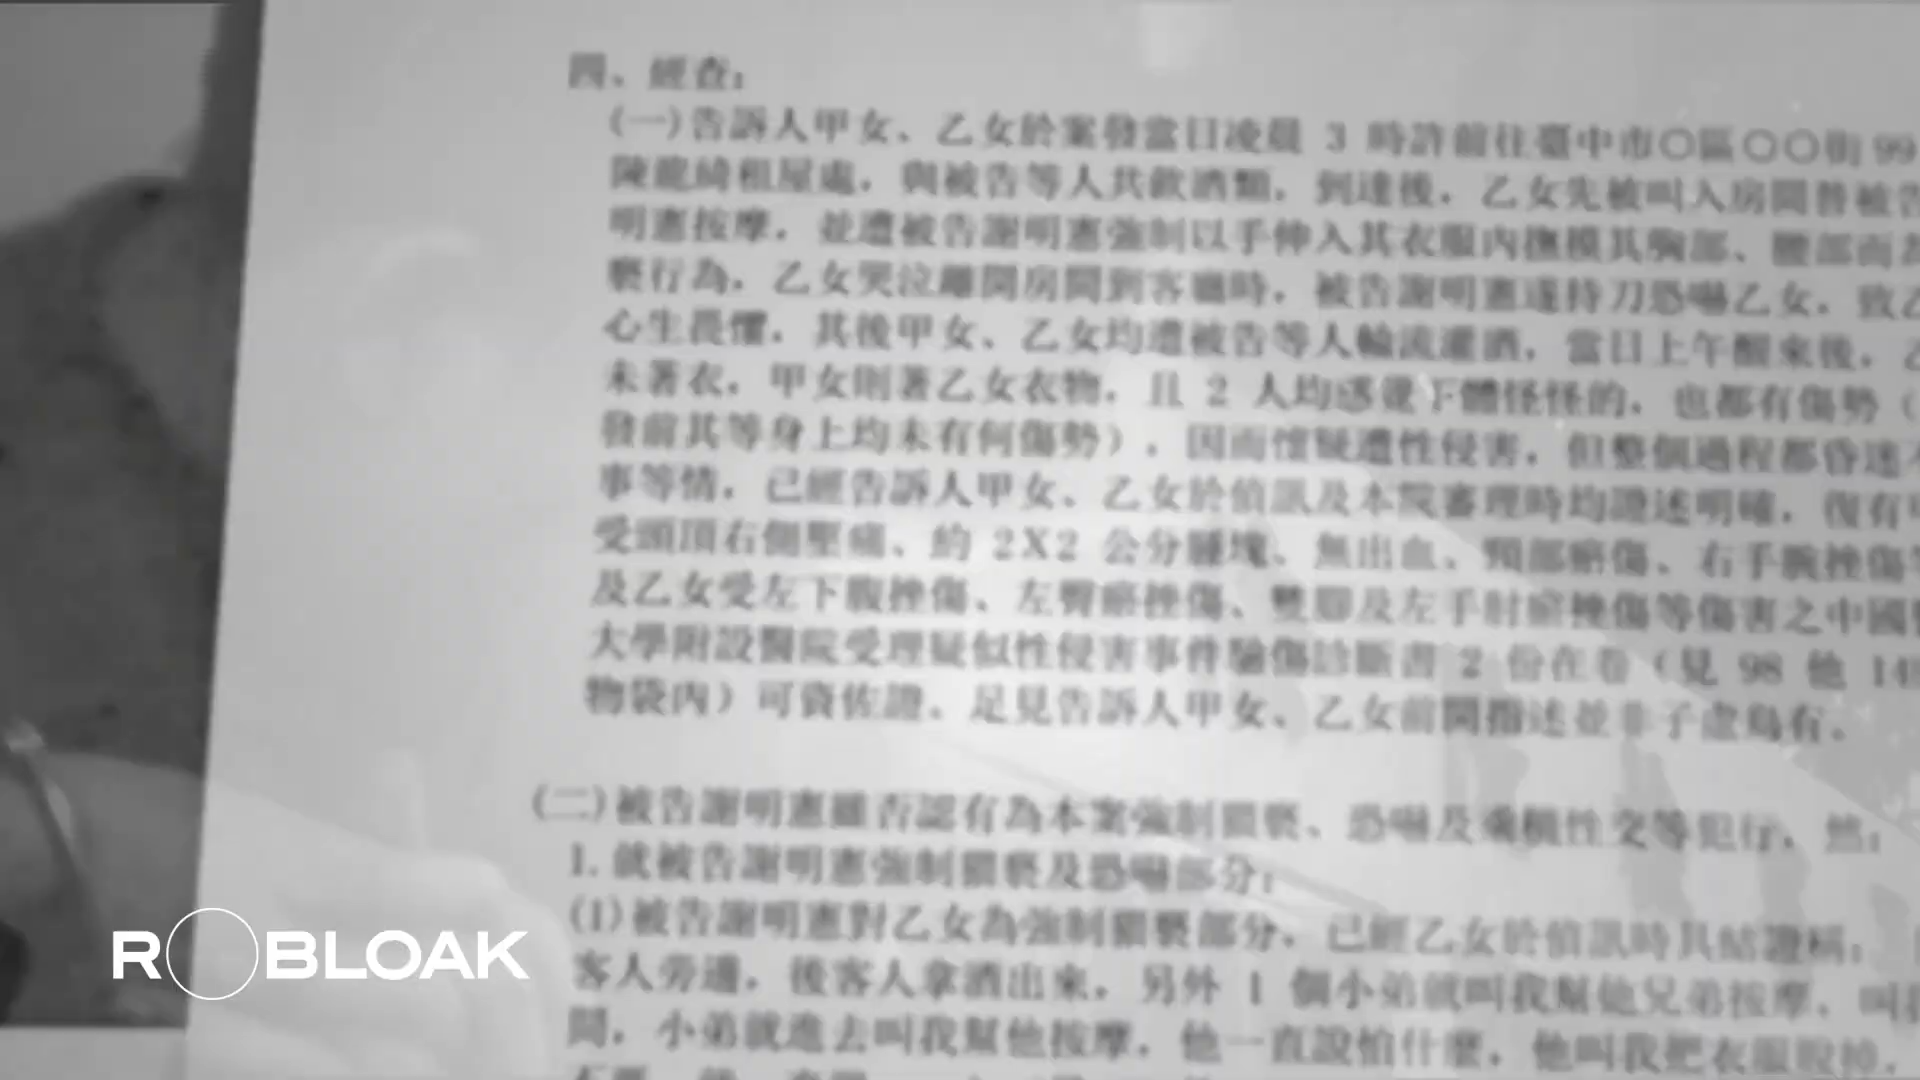 四、經查：
(一)告訴人甲女、乙女於案發當日凌晨 3 時許前往臺中市○區○○街 99
陳龍綺租屋處，與被告等人共飲酒類，到達後，乙女先被叫入房間替被告
明憲按摩，並遭被告謝明憲強制以手伸入其衣服內撫摸其胸部、腰部而為
褻行為，乙女哭泣離開房間到客廳時，被告謝明憲遂持刀恐嚇乙女，致乙
心生畏懼，其後甲女、乙女均遭被告等人輪流灌酒，當日上午醒來後，乙
未著衣，甲女則著乙女衣物，且 2 人均感覺下體怪怪的，也都有傷勢（
發前其等身上均未有何傷勢），因而懷疑遭性侵害，但整個過程都昏迷不
事等情，已經告訴人甲女、乙女於偵訊及本院審理時均證述明確，復有甲
受頭頂右側壓痛、約 2X2 公分腫塊、無出血、頰部瘀傷、右手腕挫傷等
及乙女受左下腹挫傷、左臀瘀挫傷、雙腳及左手肘瘀挫傷等傷害之中國醫
大學附設醫院受理疑似性侵害事件驗傷診斷書 2 份在卷（見 98 他 14
物袋內）可資佐證，足見告訴人甲女、乙女前開指述並非子虛烏有。
(二)被告謝明憲雖否認有為本案強制猥褻、恐嚇及乘機性交等犯行，然：
1.就被告謝明憲強制猥褻及恐嚇部分：
(1)被告謝明憲對乙女為強制猥褻部分，已經乙女於偵訊時具結證稱：
客人旁邊，後客人拿酒出來，另外 1 個小弟就叫我幫他兄弟按摩，叫我
間，小弟就進去叫我幫他按摩，他一直說怕什麼，他叫我把衣服脫掉，
ROBLOAK